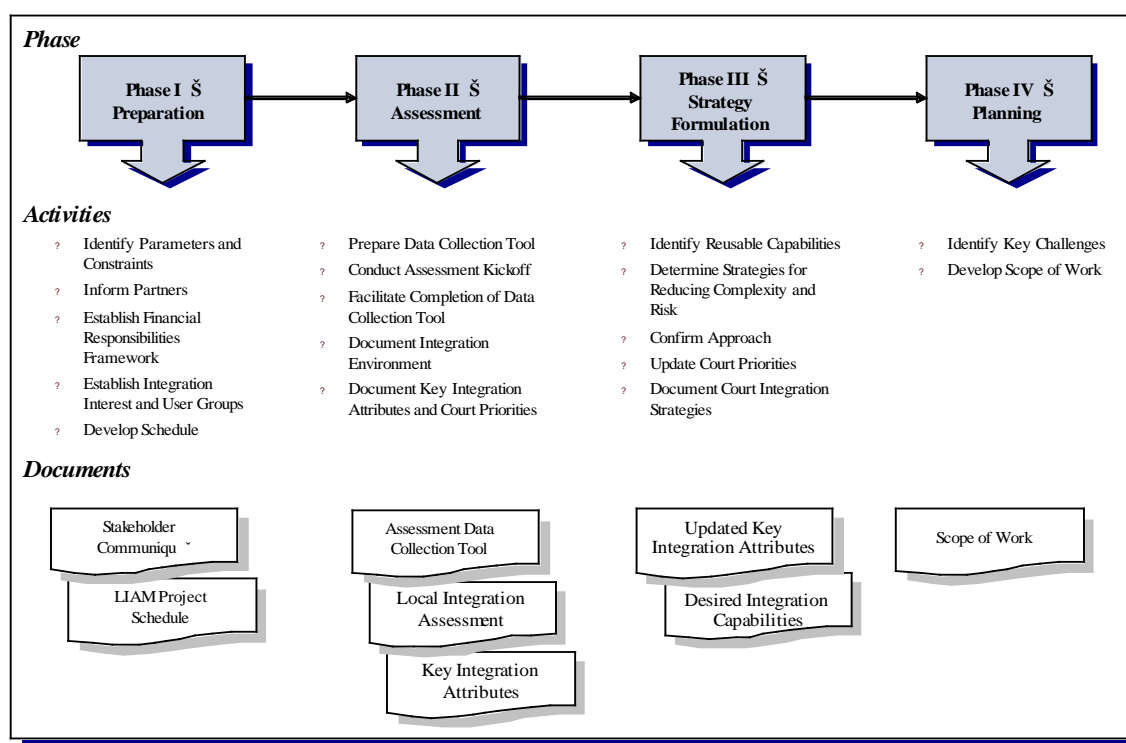 Phase
Phase I Š
Preparation
Phase II Š
Assessment
Phase III Š
Strategy
Formulation
Phase IV Š
Planning
Activities
? Identify Parameters and
Constraints
? Inform Partners
? Establish Financial
Responsibilities
Framework
? Establish Integration
Interest and User Groups
? Develop Schedule
? Prepare Data Collection Tool
? Conduct Assessment Kickoff
? Facilitate Completion of Data
Collection Tool
? Document Integration
Environment
? Document Key Integration
Attributes and Court Priorities
? Identify Reusable Capabilities
? Determine Strategies for
Reducing Complexity and
Risk
? Confirm Approach
? Update Court Priorities
? Document Court Integration
Strategies
? Identify Key Challenges
? Develop Scope of Work
Documents
Stakeholder
Communiqu ˇ
LIAM Project
Schedule
Assessment Data
Collection Tool
Local Integration
Assessment
Key Integration
Attributes
Updated Key
Integration Attributes
Desired Integration
Capabilities
Scope of Work